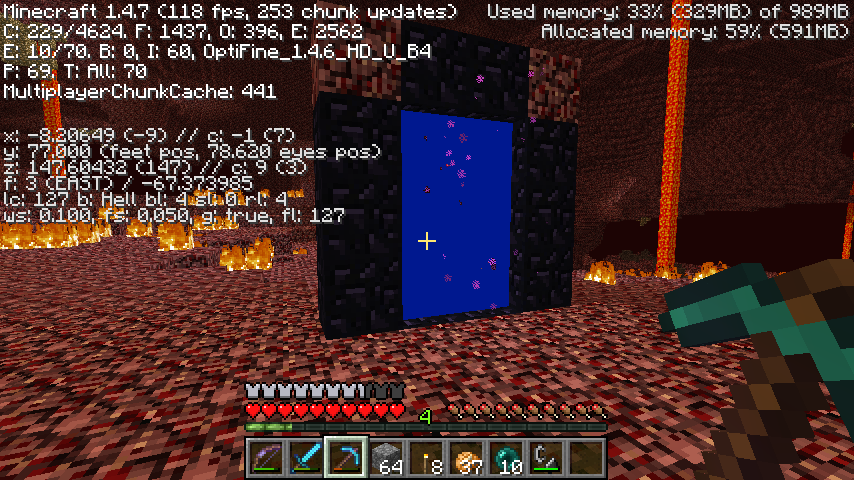 Minecraft 1.4.7 (118 fps, 253 chunk updates)
C: 229/4624. F: 1437, O: 396, E: 2562
E: 10/70. B: 0, I: 60, OptiFine_1.4.6_HD_U_B4
P: 69. T: All: 70
MultiplayerChunkCache: 441
x: -8.20649 (-9) // c: -1 (7)
y: 77.000 (feet pos, 78.620 eyes pos)
z: 147.60432 (147) // c: 9 (3)
f: 3 (EAST) / -67.373985
lc: 127 b: Hell bl: 4 sl: 0 rl: 4
ws: 0.100, fs: 0.050, g: true, fl: 127
Used memory: 33% (329MB) of 989MB
Allocated memory: 59% (591MB)
4
64
8
37
10